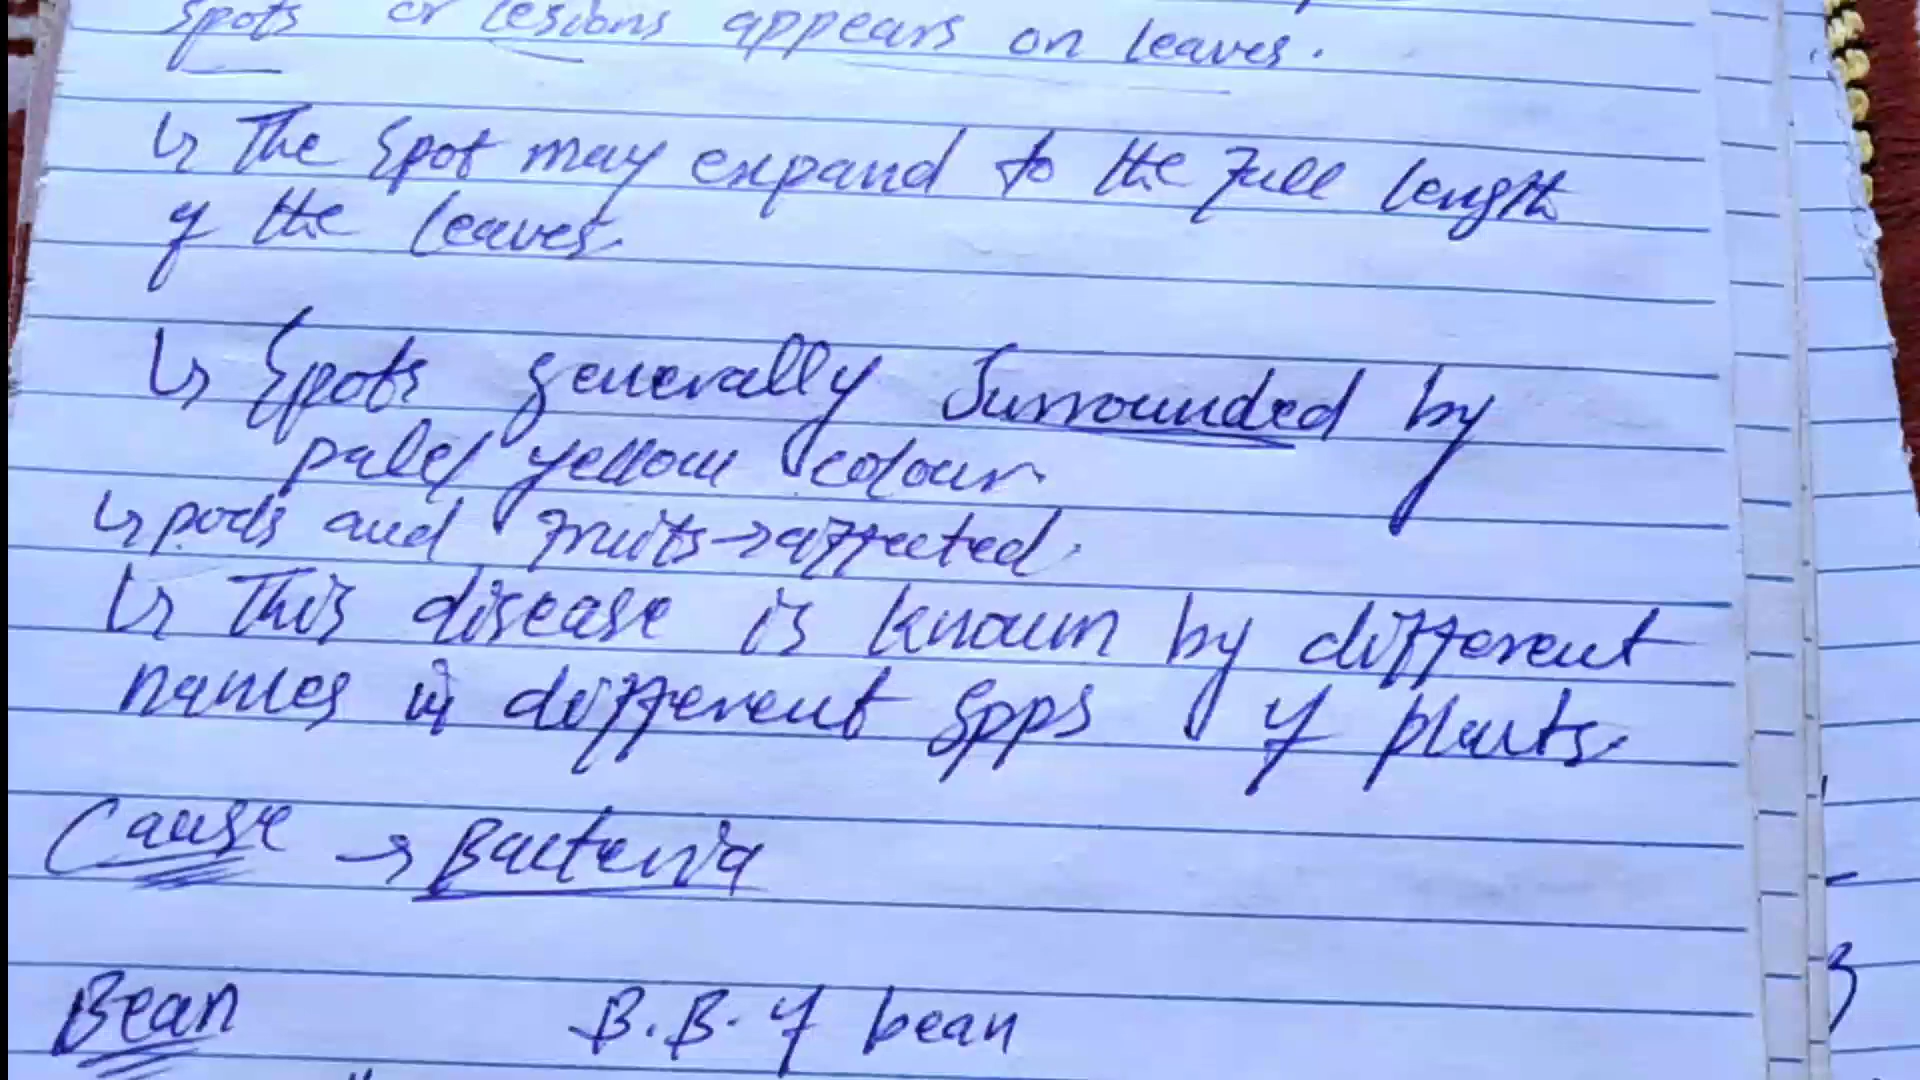 spots or lesions appears on leaves.
↳ The spot may expand to the full length
of the leaves.
↳ Spots generally surrounded by
pale yellow colour
↳ pods and fruits → affected.
↳ This disease is known by different
names in different spps of plants.
Cause → Bacteria
Bean B.B. of bean